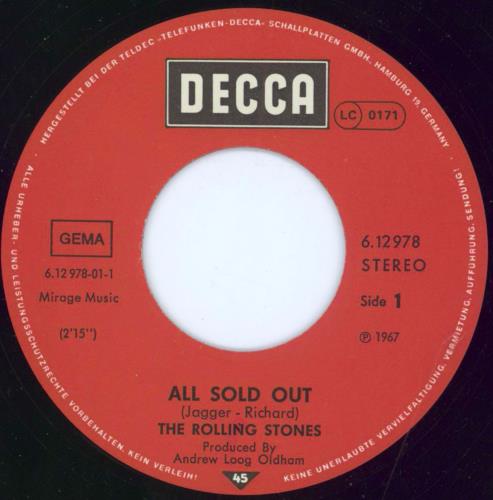 HERGESTELLT BEI DER TELDEC »TELEFUNKEN-DECCA« SCHALLPLATTEN GMBH, HAMBURG 19, GERMANY
DECCA
LC 0171
GEMA
6.12 978-01-1
Mirage Music
(2'15")
6.12978
STEREO
Side 1
℗ 1967
ALL SOLD OUT
(Jagger - Richard)
THE ROLLING STONES
Produced By
Andrew Loog Oldham
45
ALLE URHEBER- UND LEISTUNGSSCHUTZRECHTE VORBEHALTEN. KEIN VERLEIH! KEINE UNERLAUBTE VERVIELFÄLTIGUNG, VERMIETUNG, AUFFÜHRUNG, SENDUNG!